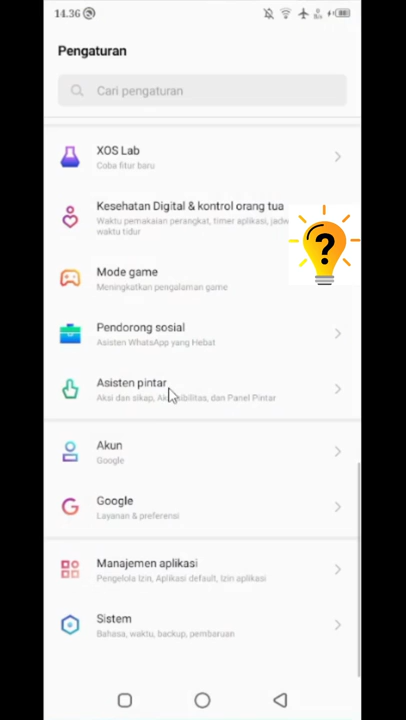 14.36
Pengaturan
Cari pengaturan
XOS Lab
Coba fitur baru
Kesehatan Digital & kontrol orang tua
Waktu pemakaian perangkat, timer aplikasi, jadw
waktu tidur
Mode game
Meningkatkan pengalaman game
Pendorong sosial
Asisten WhatsApp yang Hebat
Asisten pintar
Aksi dan sikap, Ak sibilitas, dan Panel Pintar
Akun
Google
Google
Layanan & preferensi
Manajemen aplikasi
Pengelola Izin, Aplikasi default, Izin aplikasi
Sistem
Bahasa, waktu, backup, pembaruan
?